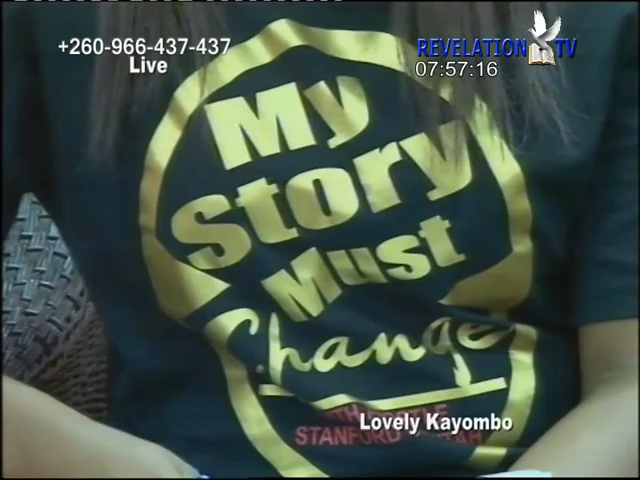 +260-966-437-437
Live
REVELATION TV
07:57:16
My
Story
Must
Change
STANFORD
Lovely Kayombo